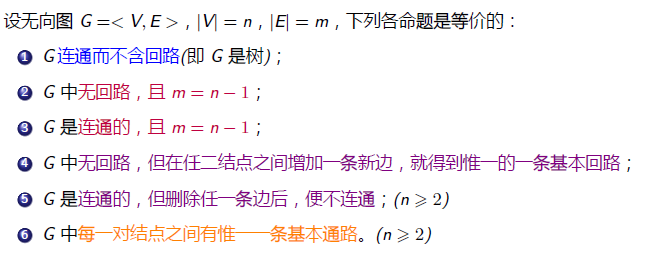 设无向图 G =< V, E >，|V| = n，|E| = m，下列各命题是等价的：
1 G连通而不含回路(即 G 是树)；
2 G 中无回路，且 m = n − 1；
3 G 是连通的，且 m = n − 1；
4 G 中无回路，但在任二结点之间增加一条新边，就得到惟一的一条基本回路；
5 G 是连通的，但删除任一条边后，便不连通；(n ⩾ 2)
6 G 中每一对结点之间有惟一一条基本通路。(n ⩾ 2)